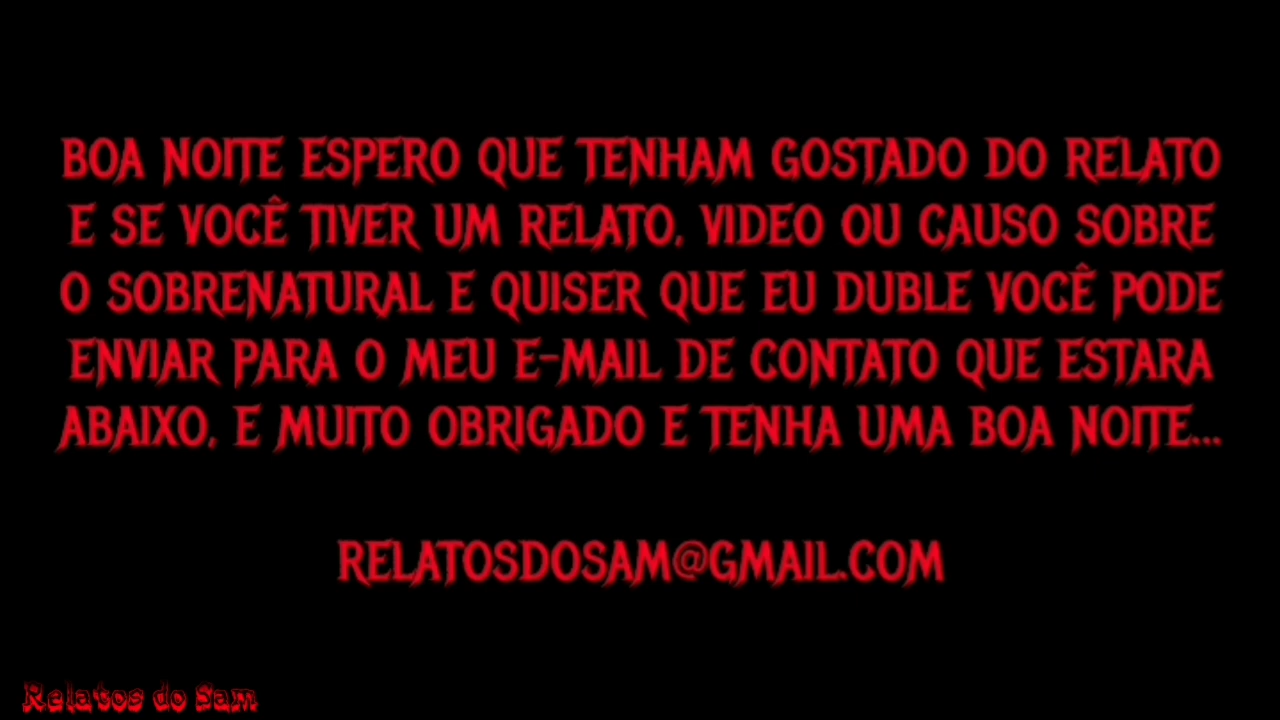 BOA NOITE ESPERO QUE TENHAM GOSTADO DO RELATO
E SE VOCÊ TIVER UM RELATO, VIDEO OU CAUSO SOBRE
O SOBRENATURAL E QUISER QUE EU DUBLE VOCÊ PODE
ENVIAR PARA O MEU E-MAIL DE CONTATO QUE ESTARA
ABAIXO, E MUITO OBRIGADO E TENHA UMA BOA NOITE...
RELATOSDOSAM@GMAIL.COM
Relatos do Sam